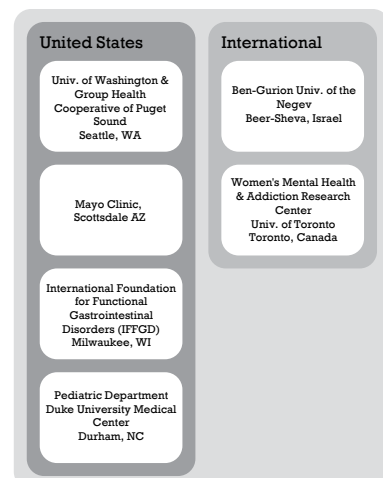 United States
Univ. of Washington &
Group Health
Cooperative of Puget
Sound
Seattle, WA
Mayo Clinic,
Scottsdale AZ
International Foundation
for Functional
Gastrointestinal
Disorders (IFFGD)
Milwaukee, WI
Pediatric Department
Duke University Medical
Center
Durham, NC
International
Ben-Gurion Univ. of the
Negev
Beer-Sheva, Israel
Women's Mental Health
& Addiction Research
Center
Univ. of Toronto
Toronto, Canada